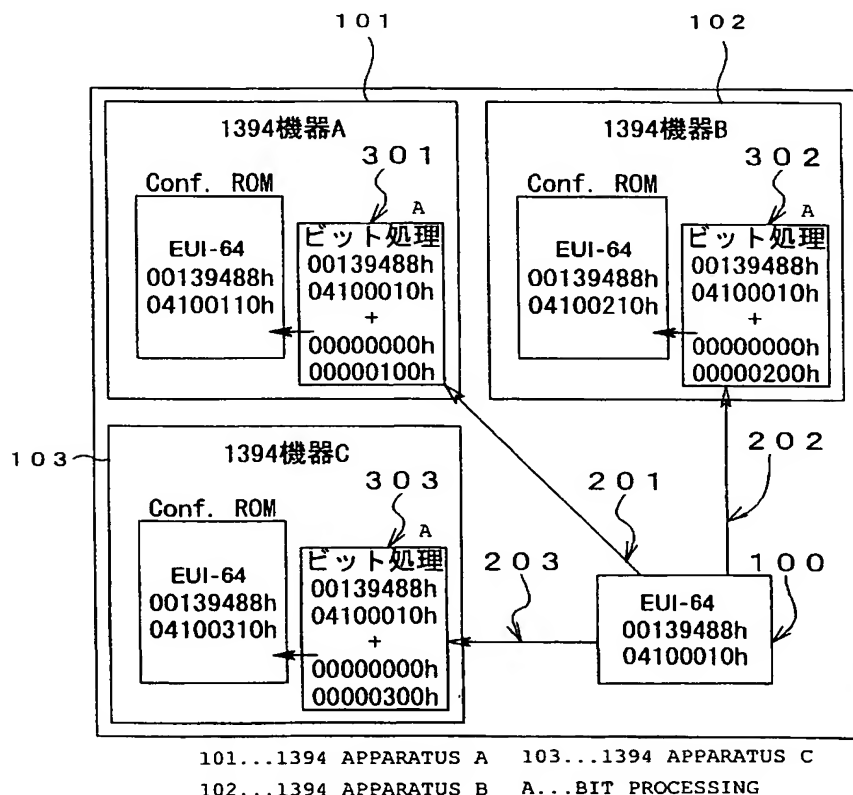 101
102
1394機器A
301
Conf. ROM
A
EUI-64
00139488h
04100110h
ビット処理
00139488h
04100010h
+
00000000h
00000100h
1394機器B
302
Conf. ROM
A
EUI-64
00139488h
04100210h
ビット処理
00139488h
04100010h
+
00000000h
00000200h
103
1394機器C
303
Conf. ROM
A
EUI-64
00139488h
04100310h
ビット処理
00139488h
04100010h
+
00000000h
00000300h
201
202
203
100
EUI-64
00139488h
04100010h
101...1394 APPARATUS A 103...1394 APPARATUS C
102...1394 APPARATUS B A...BIT PROCESSING